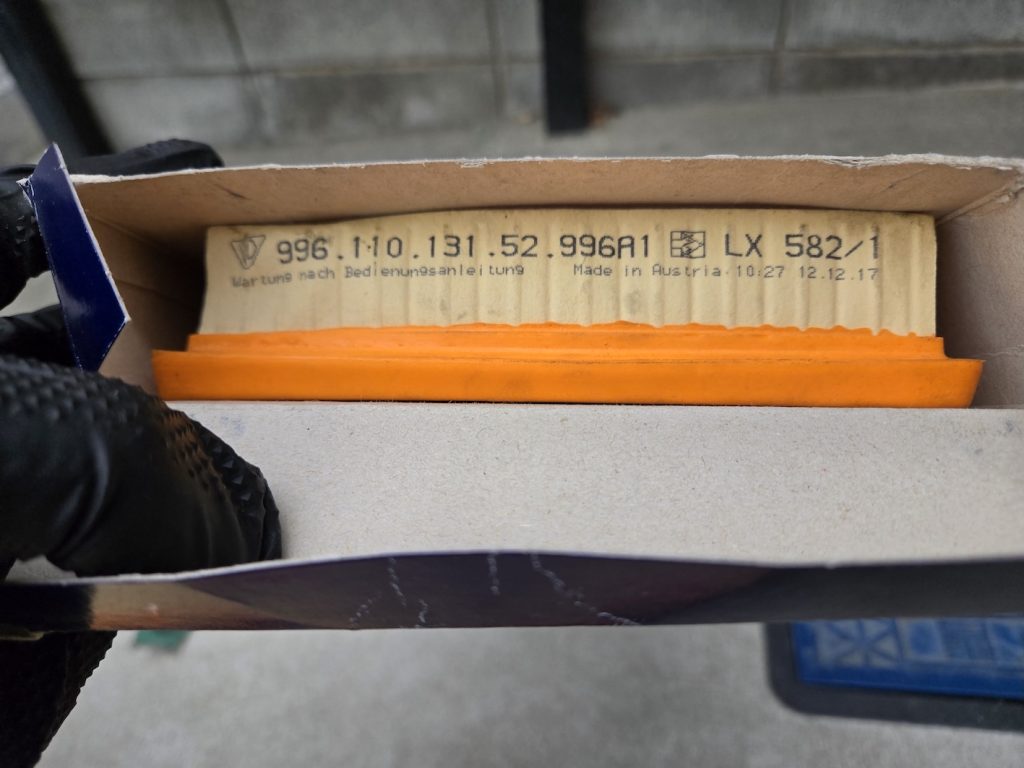 996.110.131.52.996A1 LX 582/1
Wartung nach Bedienungsanleitung Made in Austria 10:27 12.12.17